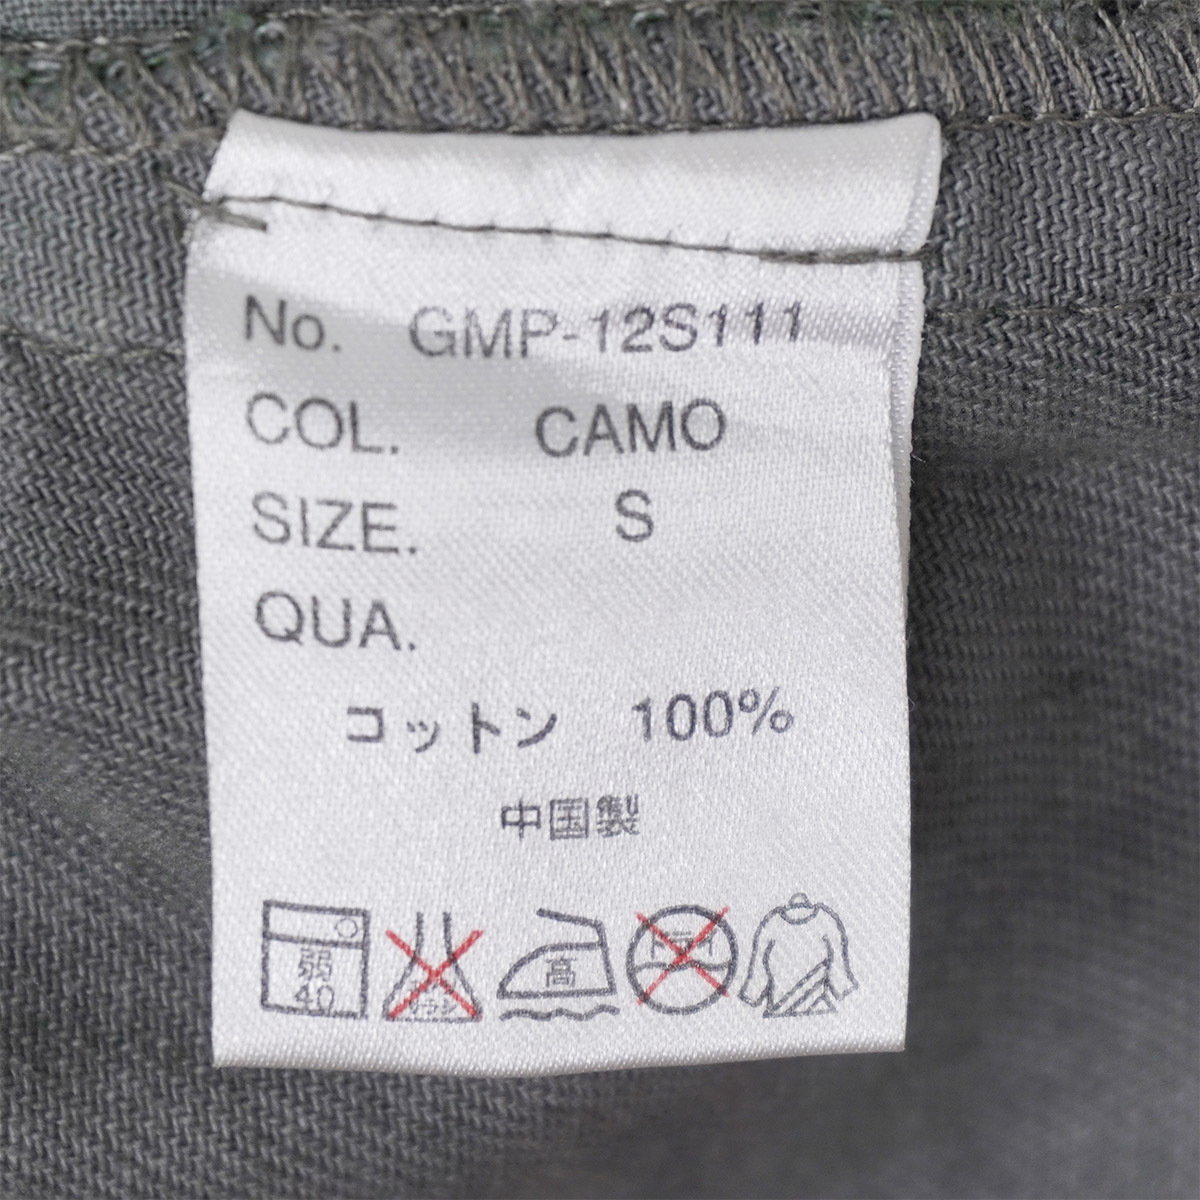 No. GMP-12S111
COL. CAMO
SIZE. S
QUA.
コットン 100%
中国製
弱 高
40